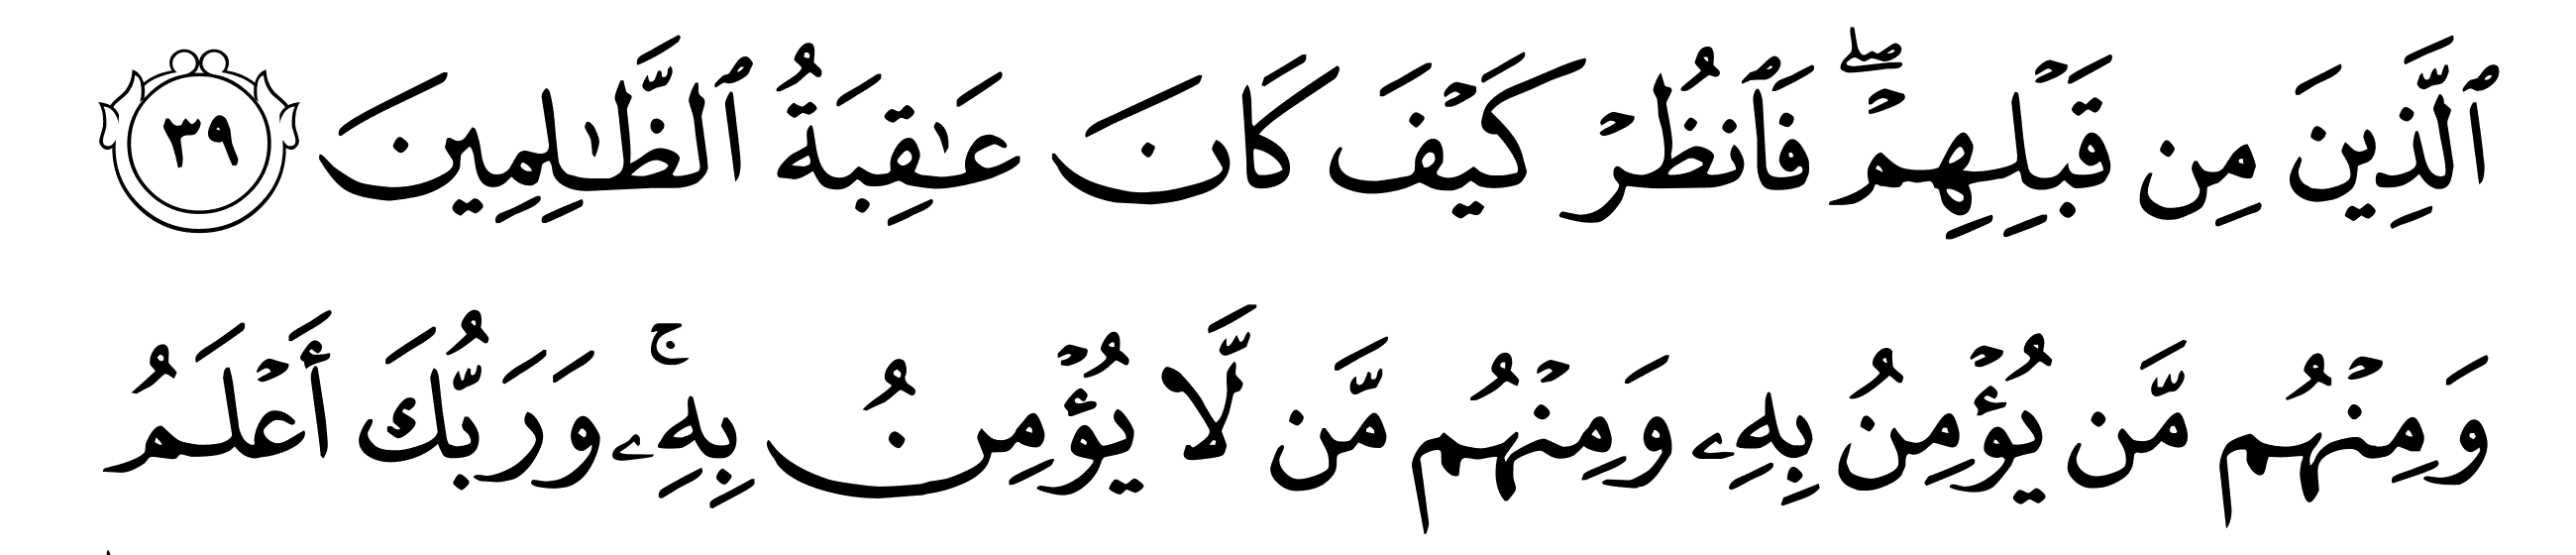 ٱلَّذِينَ مِن قَبْلِهِمْۖ فَٱنظُرْ كَيْفَ كَانَ عَٰقِبَةُ ٱلظَّٰلِمِينَ ٣٩
وَمِنْهُم مَّن يُؤْمِنُ بِهِۦ وَمِنْهُم مَّن لَّا يُؤْمِنُ بِهِۦۚ وَرَبُّكَ أَعْلَمُ